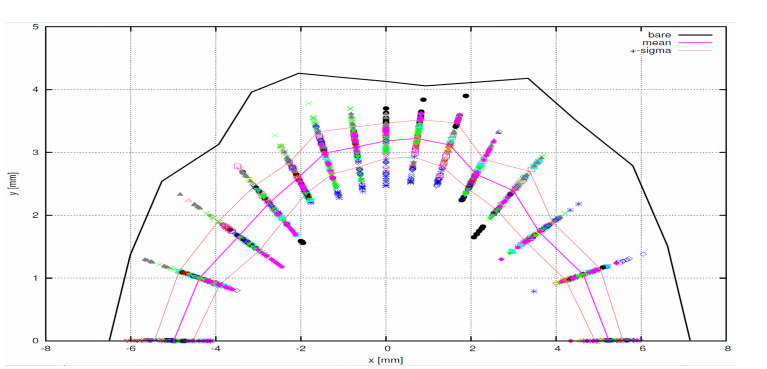 5
bare
mean
+-sigma
4
3
y [mm]
2
1
0
-8 -6 -4 -2 0 2 4 6 8
x [mm]